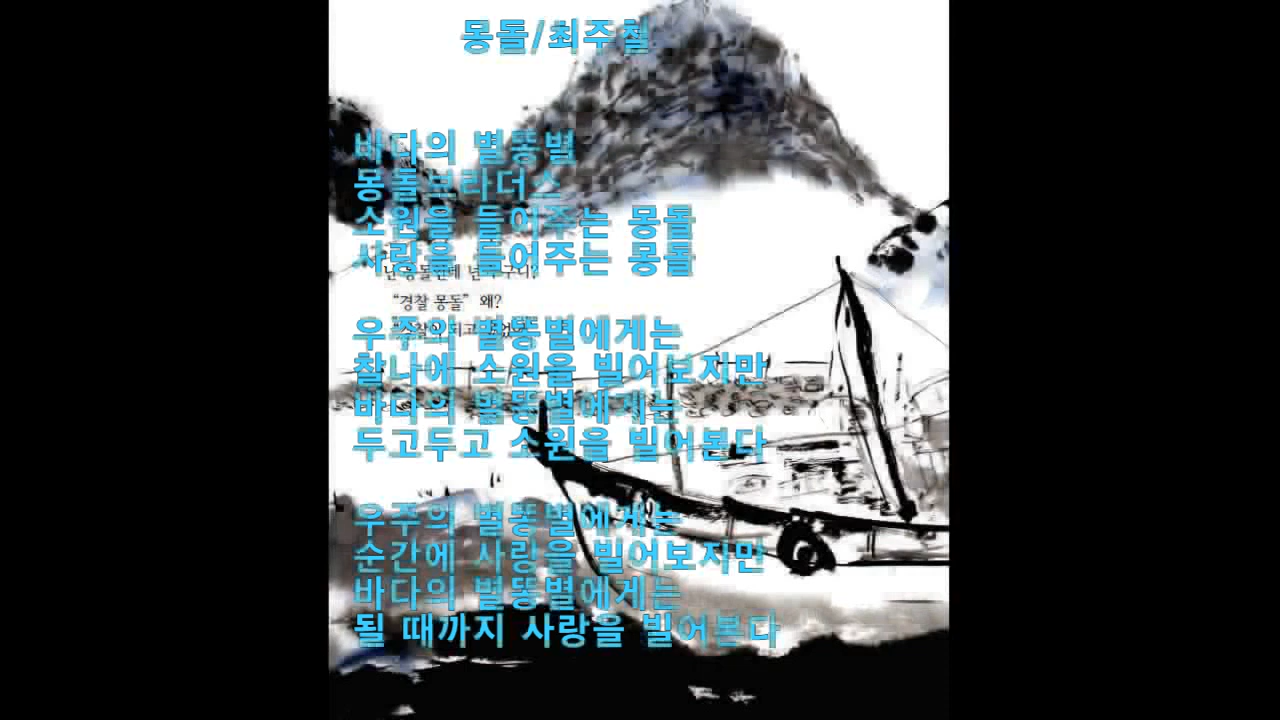 몽돌/최주철
바다의 별똥별
몽돌브라더스
소원을 들어주는 몽돌
사랑을 들어주는 몽돌
“경찰 몽돌” 왜?
우주의 별똥별에게는
찰나에 소원을 빌어보지만
바다의 별똥별에게는
두고두고 소원을 빌어본다
우주의 별똥별에게는
순간에 사랑을 빌어보지만
바다의 별똥별에게는
될 때까지 사랑을 빌어본다